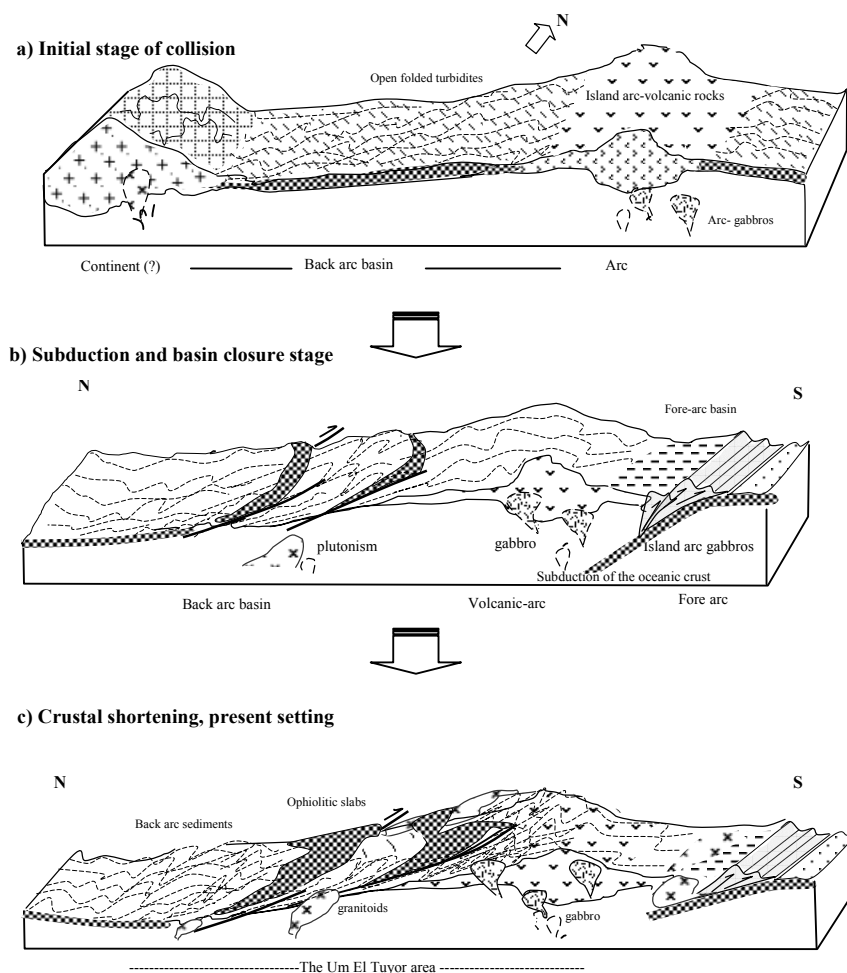 N
a) Initial stage of collision
Open folded turbidites
Island arc-volcanic rocks
Arc- gabbros
Continent (?) Back arc basin Arc
b) Subduction and basin closure stage
N S
Fore-arc basin
plutonism gabbro Island arc gabbros
Subduction of the oceanic crust
Back arc basin Volcanic-arc Fore arc
c) Crustal shortening, present setting
N S
Ophiolitic slabs
Back arc sediments
granitoids gabbro
-----------------------------The Um El Tuyor area -------------------------